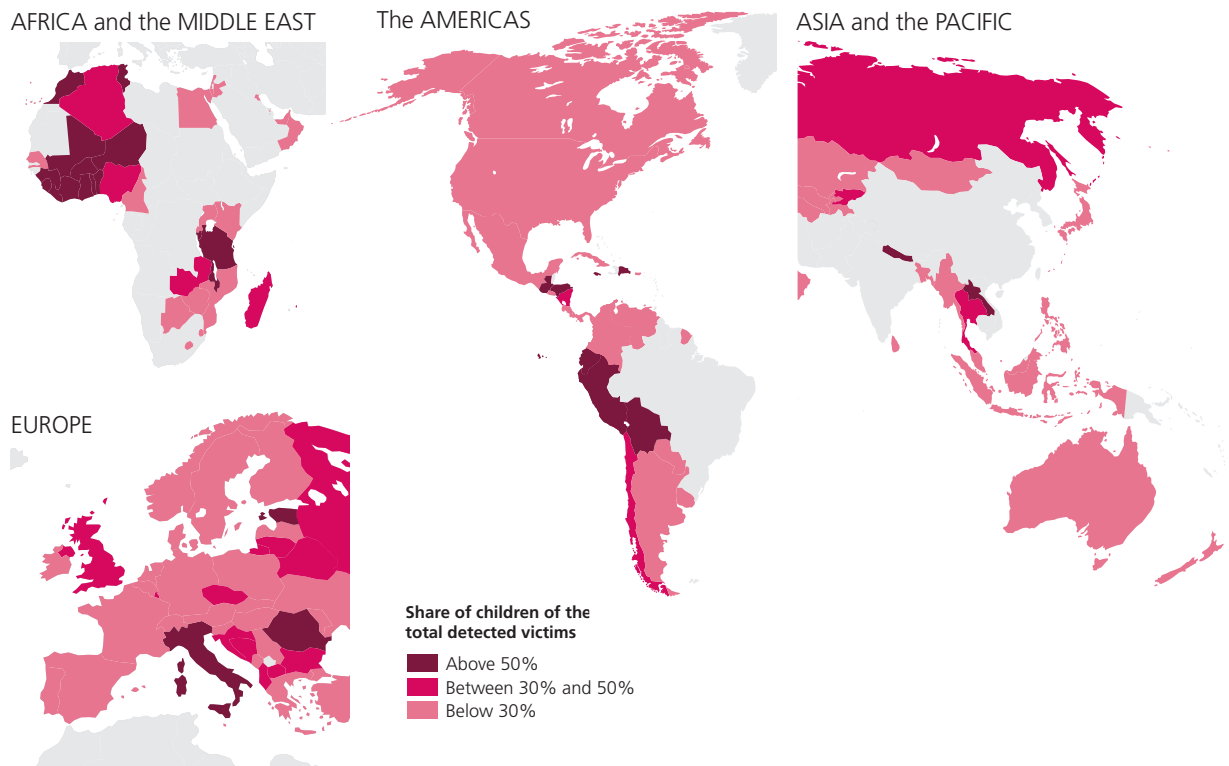 AFRICA and the MIDDLE EAST
The AMERICAS
ASIA and the PACIFIC
EUROPE
Share of children of the
total detected victims
Above 50%
Between 30% and 50%
Below 30%